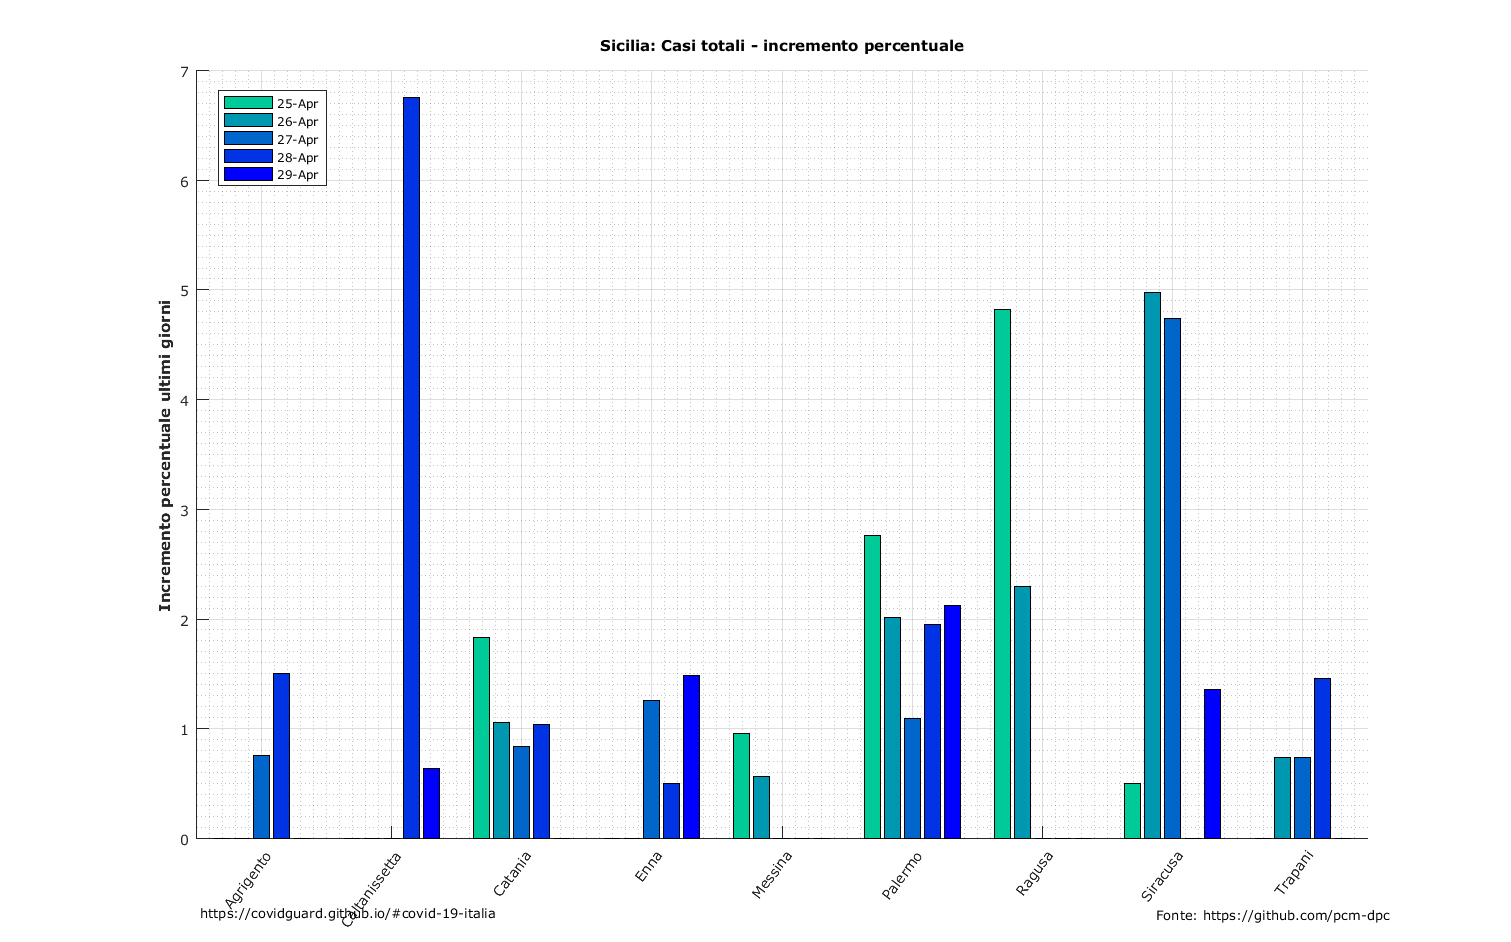 Sicilia: Casi totali - incremento percentuale
25-Apr
26-Apr
27-Apr
28-Apr
29-Apr
Incremento percentuale ultimi giorni
7
6
5
4
3
2
1
0
Agrigento
Caltanissetta
Catania
Enna
Messina
Palermo
Ragusa
Siracusa
Trapani
https://covidguard.github.io/#covid-19-italia
Fonte: https://github.com/pcm-dpc